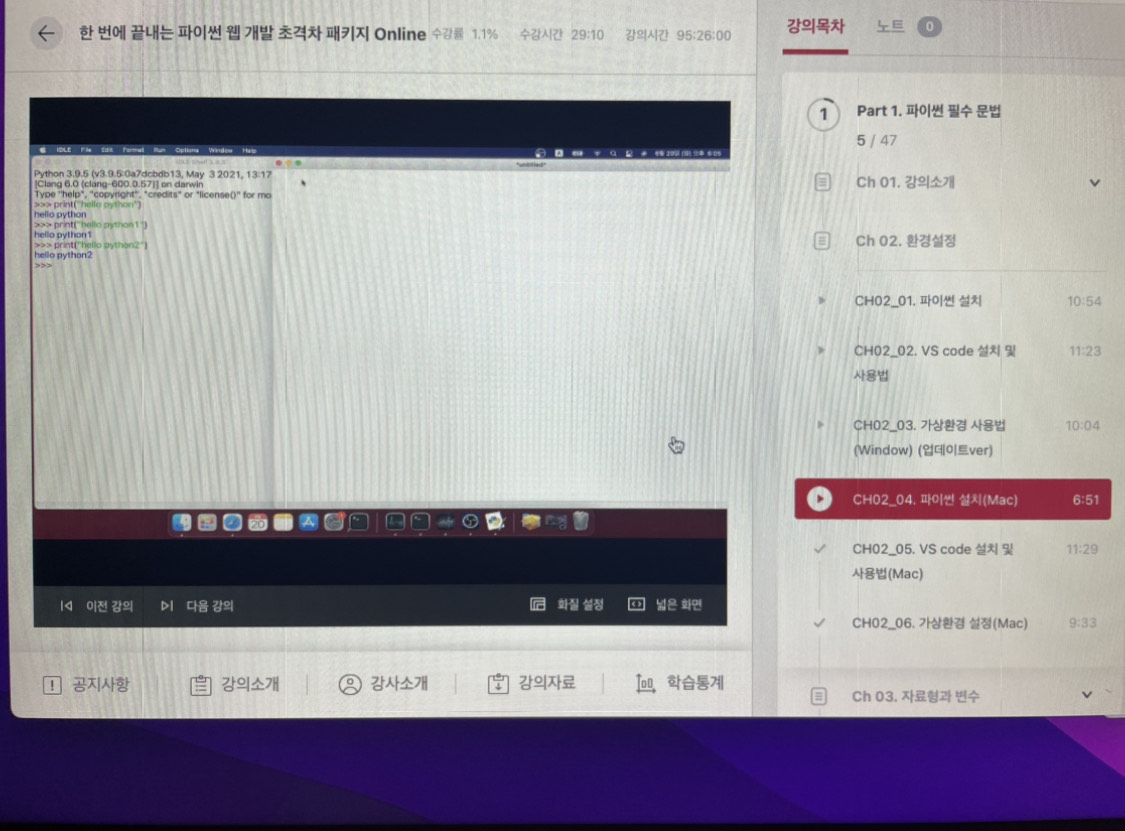 한 번에 끝내는 파이썬 웹 개발 초격차 패키지 Online 수강률 1.1% 수강시간 29:10 강의시간 95:26:00
IDLE File Edit Format Run Options Window Help
*untitled*
Python 3.9.5 (v3.9.5:0a7dcbdb13, May 3 2021, 13:17
[Clang 6.0 (clang-600.0.57)] on darwin
Type "help", "copyright", "credits" or "license()" for mo
>>> print("hello python")
hello python
>>> print("hello python1")
hello python1
>>> print("hello python2")
hello python2
>>>
20
이전 강의 다음 강의 화질 설정 넓은 화면
공지사항 강의소개 강사소개 강의자료 학습통계
강의목차 노트 0
1 Part 1. 파이썬 필수 문법
5 / 47
Ch 01. 강의소개
Ch 02. 환경설정
CH02_01. 파이썬 설치 10:54
CH02_02. VS code 설치 및 11:23
사용법
CH02_03. 가상환경 사용법 10:04
(Window) (업데이트ver)
CH02_04. 파이썬 설치(Mac) 6:51
CH02_05. VS code 설치 및 11:29
사용법(Mac)
CH02_06. 가상환경 설정(Mac) 9:33
Ch 03. 자료형과 변수